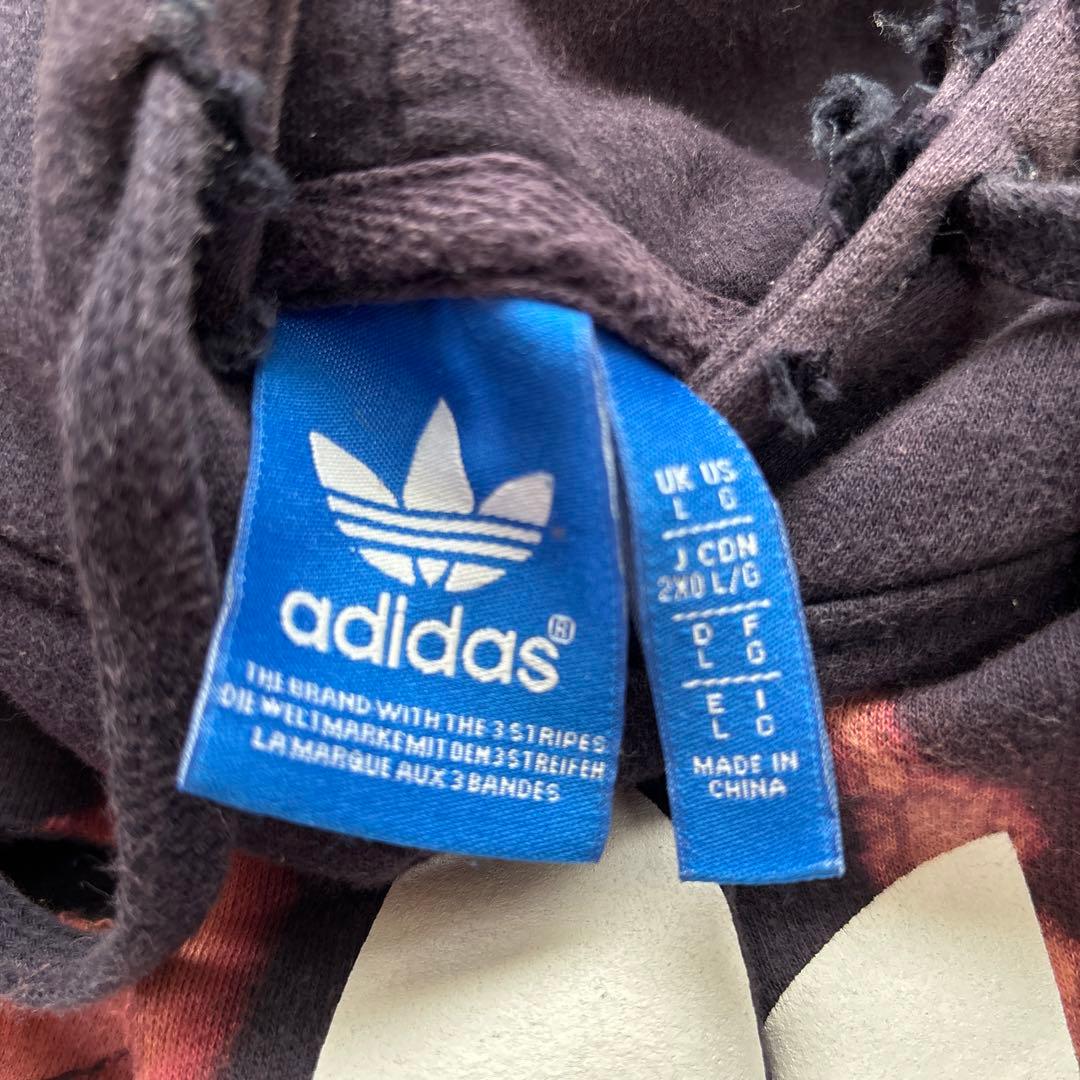 adidas®
THE BRAND WITH THE 3 STRIPES
DIE WELTMARKE MIT DEN 3 STREIFEN
LA MARQUE AUX 3 BANDES
UK US
L G
J CDN
2XO L/G
D F
L G
E I
L G
MADE IN
CHINA